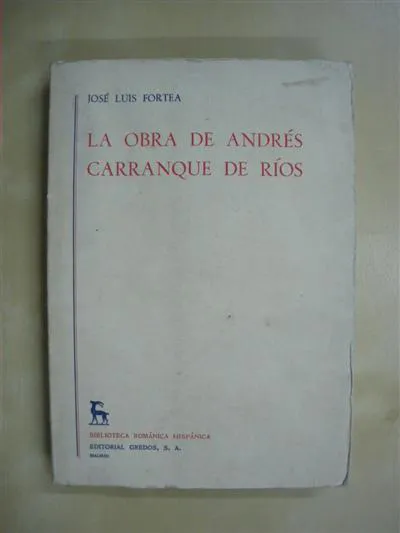 JOSÉ LUIS FORTEA
LA OBRA DE ANDRÉS
CARRANQUE DE RÍOS
BIBLIOTECA ROMÁNICA HISPÁNICA
EDITORIAL GREDOS, S. A.
MADRID